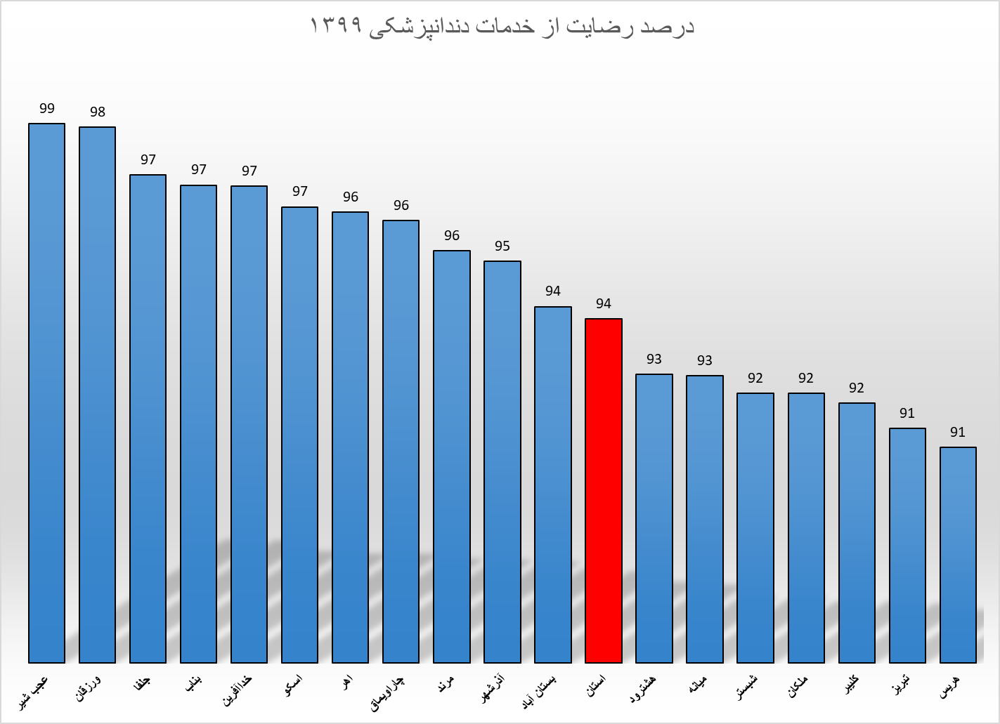 درصد رضایت از خدمات دندانپزشکی ۱۳۹۹
99
98
97
97
97
97
96
96
96
95
94
94
93
93
92
92
92
91
91
عجب شیر
ورزقان
جلفا
بناب
خداآفرین
اسکو
اهر
چاراویماق
مرند
آذرشهر
بستان آباد
استان
هشترود
میانه
شبستر
ملکان
کلیبر
تبریز
هریس